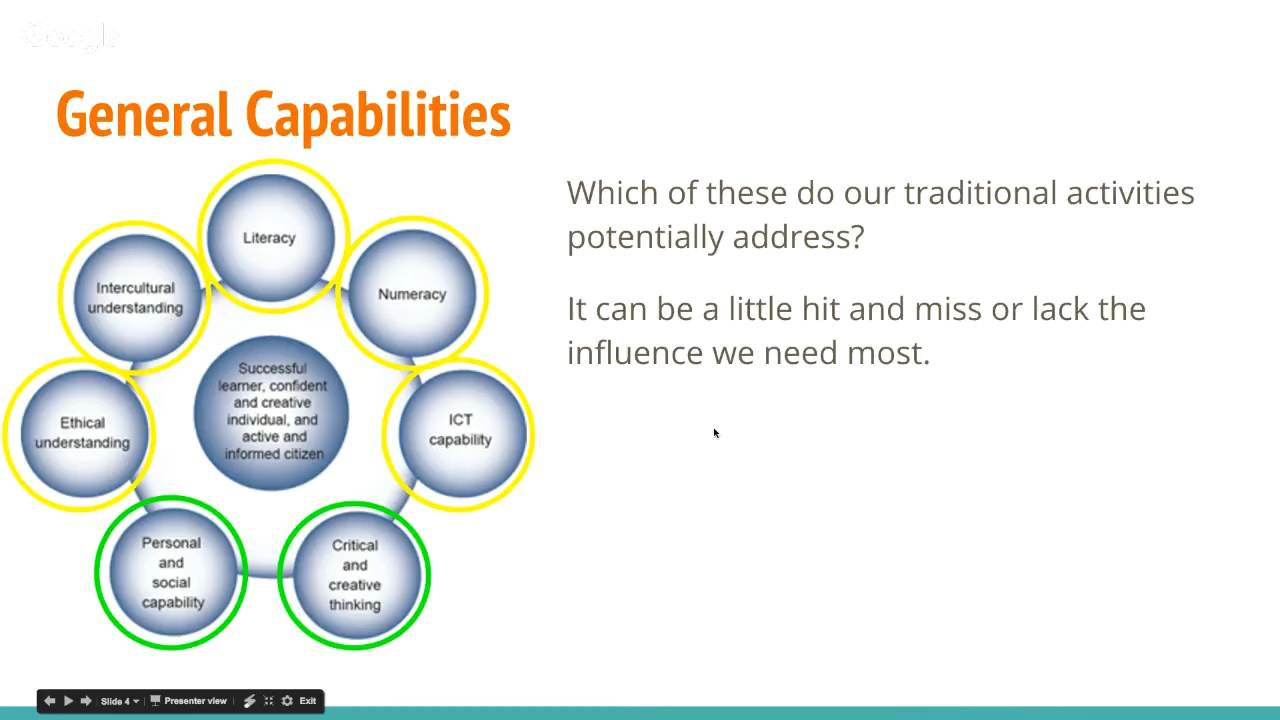 Google
General Capabilities
Literacy
Numeracy
ICT
capability
Critical
and
creative
thinking
Personal
and
social
capability
Ethical
understanding
Intercultural
understanding
Successful
learner, confident
and creative
individual, and
active and
informed citizen
Which of these do our traditional activities
potentially address?
It can be a little hit and miss or lack the
influence we need most.
Slide 4
Presenter view
Exit